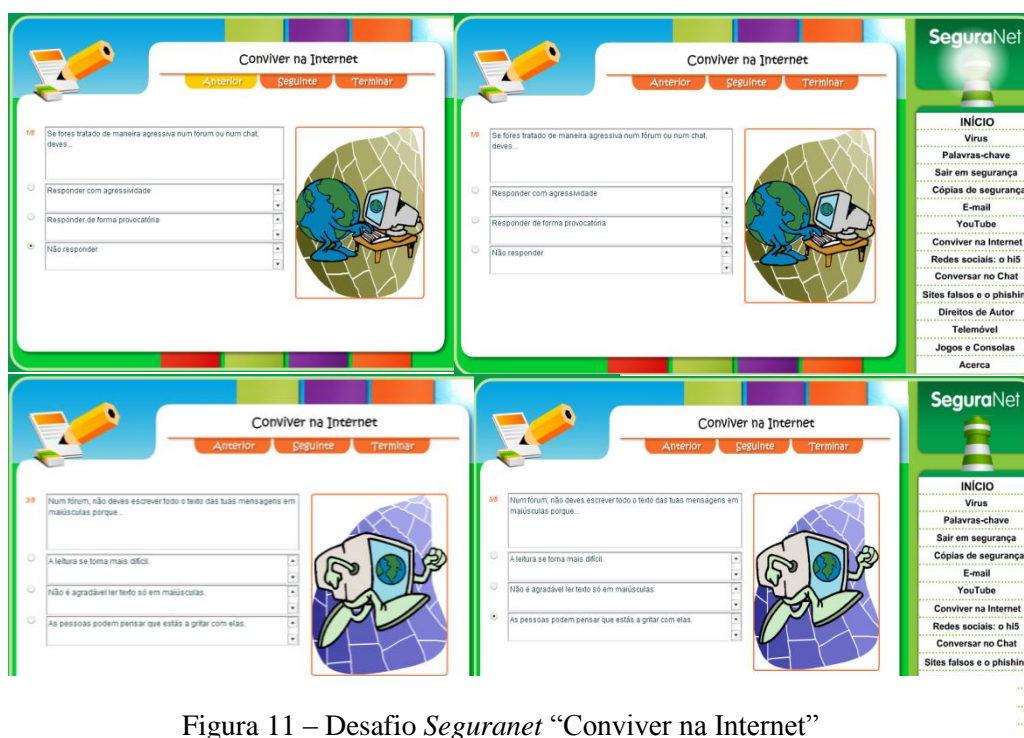 Conviver na Internet
Anterior Seguinte Terminar
1/8 Se fores tratado de maneira agressiva num fórum ou num chat,
deves...
Responder com agressividade
Responder de forma provocatória
Não responder
Conviver na Internet
Anterior Seguinte Terminar
1/8 Se fores tratado de maneira agressiva num fórum ou num chat,
deves...
Responder com agressividade
Responder de forma provocatória
Não responder
SeguraNet
INÍCIO
Vírus
Palavras-chave
Sair em segurança
Cópias de segurança
E-mail
YouTube
Conviver na Internet
Redes sociais: o hi5
Conversar no Chat
Sites falsos e o phishin
Direitos de Autor
Telemóvel
Jogos e Consolas
Acerca
Conviver na Internet
Anterior Seguinte Terminar
3/8 Num fórum, não deves escrever todo o texto das tuas mensagens em
maiúsculas porque...
A leitura se torna mais difícil.
Não é agradável ler texto só em maiúsculas.
As pessoas podem pensar que estás a gritar com elas.
Conviver na Internet
Anterior Seguinte Terminar
3/8 Num fórum, não deves escrever todo o texto das tuas mensagens em
maiúsculas porque...
A leitura se torna mais difícil.
Não é agradável ler texto só em maiúsculas.
As pessoas podem pensar que estás a gritar com elas.
SeguraNet
INÍCIO
Vírus
Palavras-chave
Sair em segurança
Cópias de segurança
E-mail
YouTube
Conviver na Internet
Redes sociais: o hi5
Conversar no Chat
Sites falsos e o phishin
Figura 11 – Desafio Seguranet “Conviver na Internet”